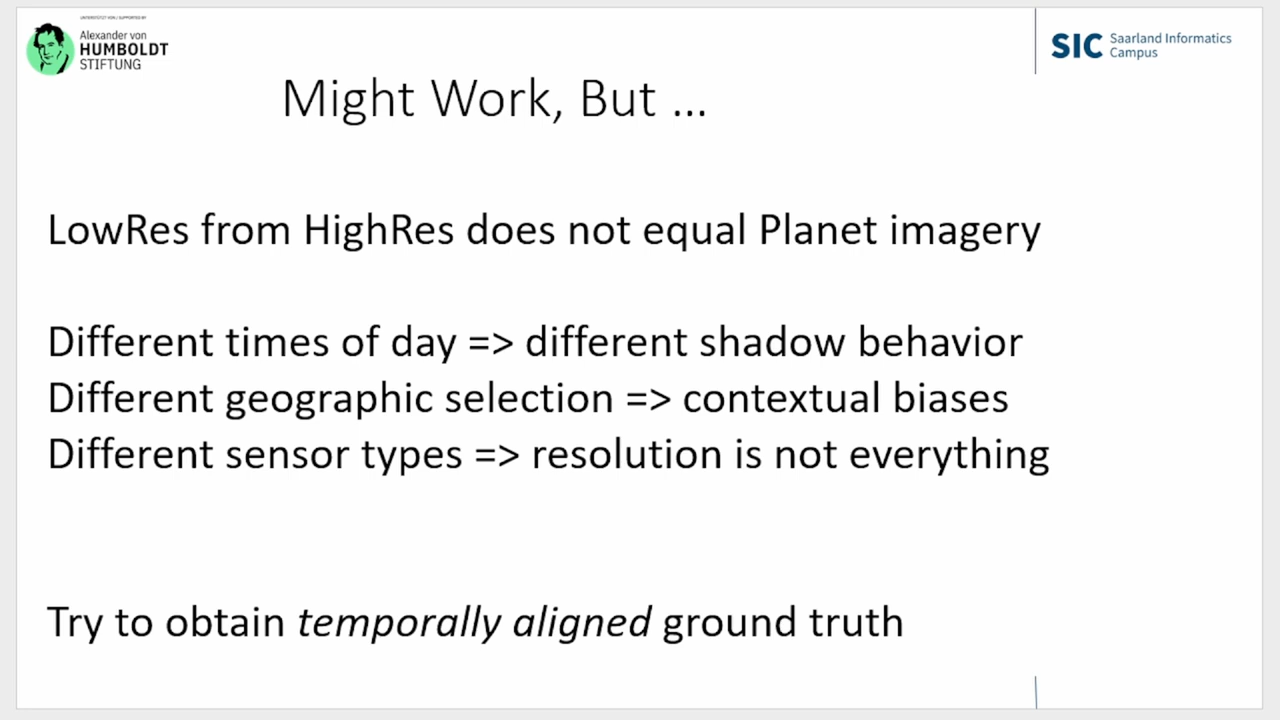 Alexander von
HUMBOLDT
STIFTUNG
SIC Saarland Informatics
Campus
Might Work, But ...
LowRes from HighRes does not equal Planet imagery
Different times of day => different shadow behavior
Different geographic selection => contextual biases
Different sensor types => resolution is not everything
Try to obtain temporally aligned ground truth